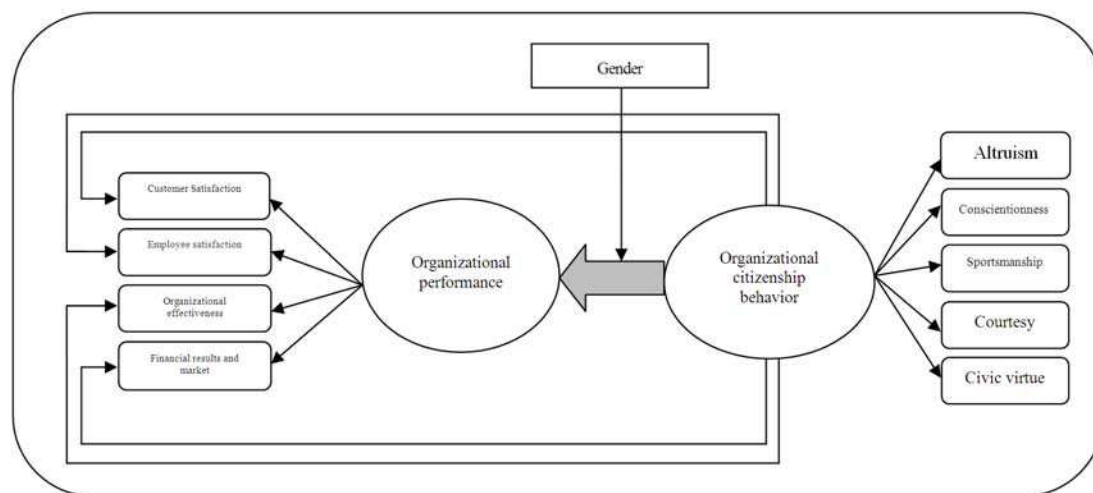 Gender
Customer Satisfaction
Employee satisfaction
Organizational
effectiveness
Financial results and
market
Organizational
performance
Organizational
citizenship
behavior
Altruism
Conscientionness
Sportsmanship
Courtesy
Civic virtue